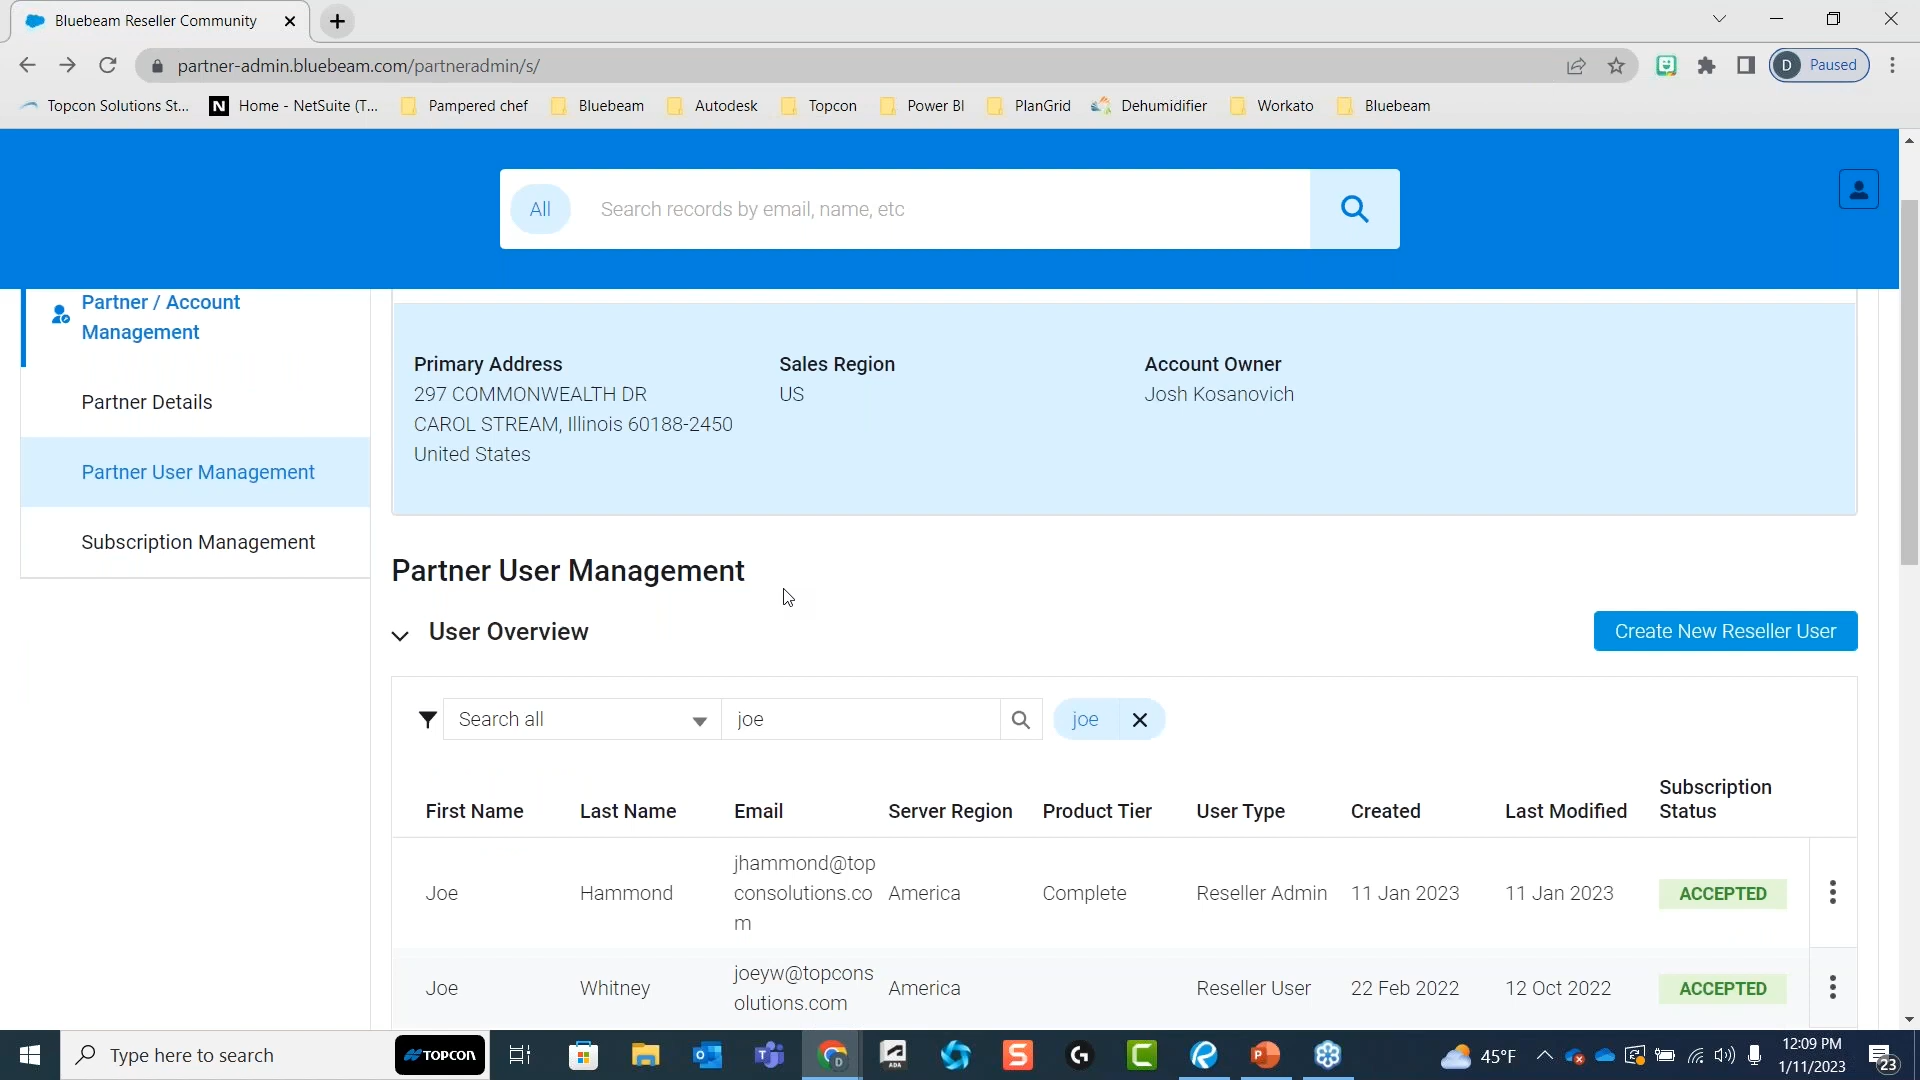 Bluebeam Reseller Community
partner-admin.bluebeam.com/partneradmin/s/
D Paused
Topcon Solutions St...
N Home - NetSuite (T...
Pampered chef
Bluebeam
Autodesk
Topcon
Power BI
PlanGrid
Dehumidifier
Workato
Bluebeam
All
Search records by email, name, etc
Partner / Account
Management
Partner Details
Partner User Management
Subscription Management
Primary Address
297 COMMONWEALTH DR
CAROL STREAM, Illinois 60188-2450
United States
Sales Region
US
Account Owner
Josh Kosanovich
Partner User Management
User Overview
Create New Reseller User
Search all
joe
joe
First Name Last Name Email Server Region Product Tier User Type Created Last Modified Subscription
Status
Joe Hammond jhammond@top
consolutions.co
m America Complete Reseller Admin 11 Jan 2023 11 Jan 2023 ACCEPTED
Joe Whitney joeyw@topcons
olutions.com America Reseller User 22 Feb 2022 12 Oct 2022 ACCEPTED
Type here to search
TOPCON
ADA
45°F
12:09 PM
1/11/2023
23